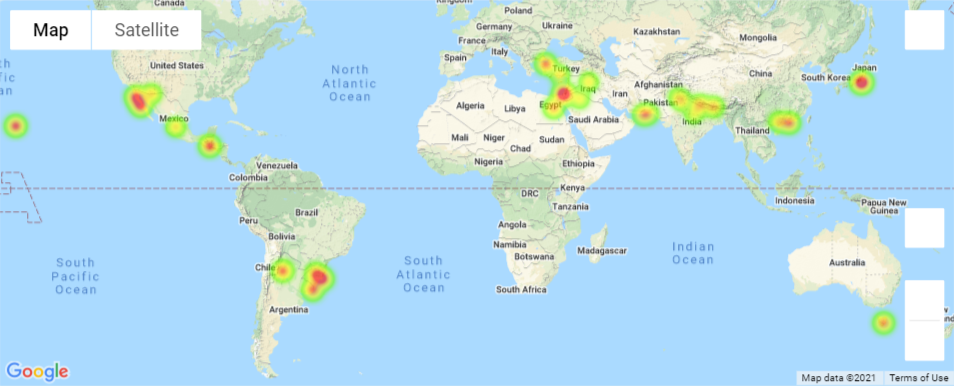 Canada
Map
Satellite
United States
Mexico
Venezuela
Colombia
Peru
Brazil
Bolivia
Chile
Argentina
North
Atlantic
Ocean
South
Pacific
Ocean
South
Atlantic
Ocean
Poland
Germany
Ukraine
France
Italy
Spain
Turkey
Kazakhstan
Mongolia
China
Japan
South Korea
Afghanistan
Iraq
Iran
Pakistan
Algeria
Libya
Egypt
Saudi Arabia
India
Thailand
Mali
Niger
Sudan
Chad
Nigeria
Ethiopia
DRC
Kenya
Tanzania
Angola
Namibia
Botswana
Madagascar
South Africa
Indonesia
Papua New
Guinea
Indian
Ocean
Australia
Google
Map data ©2021
Terms of Use